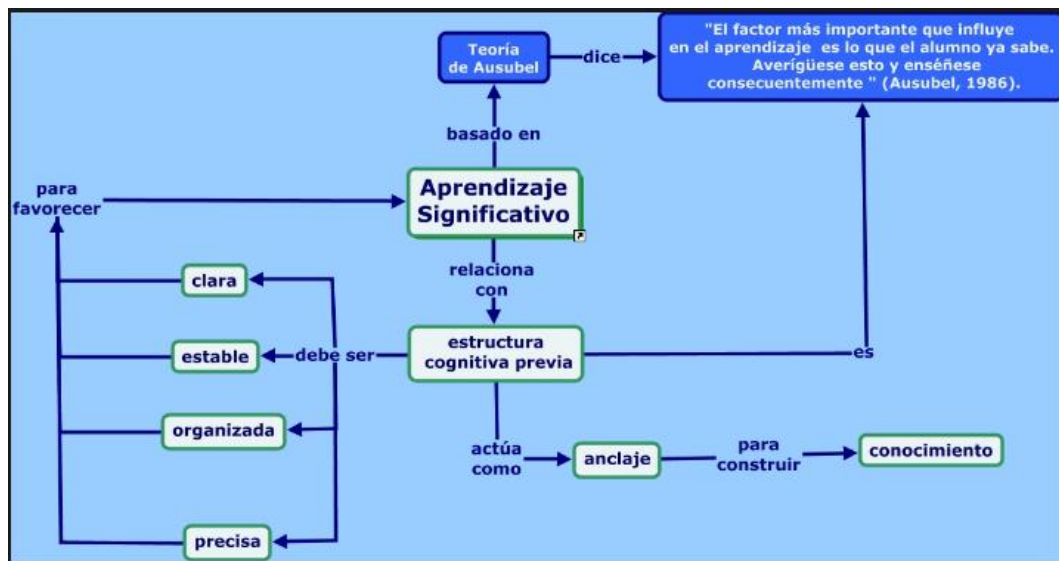 Teoría
de Ausubel
dice
"El factor más importante que influye
en el aprendizaje es lo que el alumno ya sabe.
Averígüese esto y enséñese
consecuentemente " (Ausubel, 1986).
basado en
Aprendizaje
Significativo
para
favorecer
relaciona
con
clara
estructura
cognitiva previa
debe ser
estable
es
organizada
actúa
como
anclaje
para
construir
conocimiento
precisa